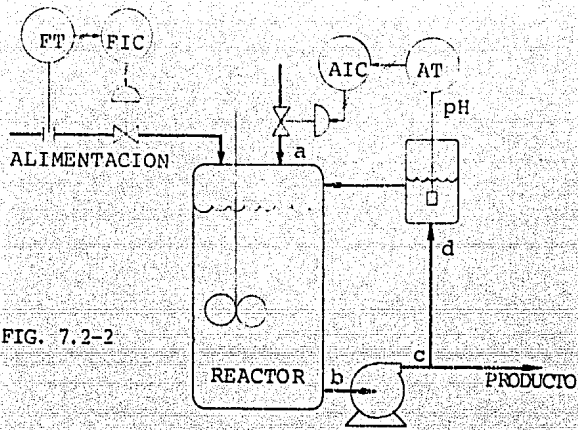 FT
FIC
AIC
AT
pH
ALIMENTACION
a
d
FIG. 7.2-2
REACTOR
b
c
PRODUCTO